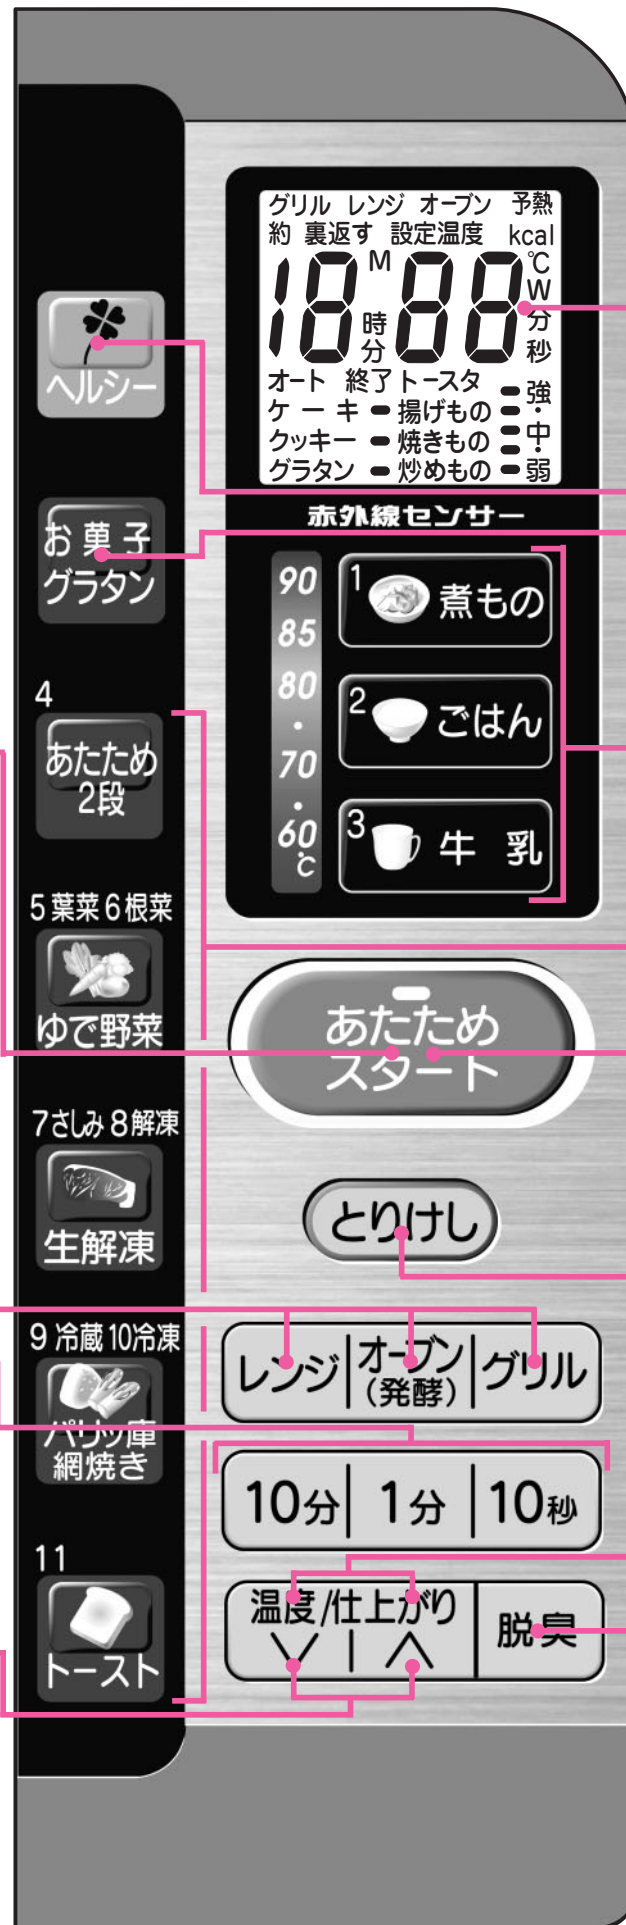 グリル レンジ オーブン 予熱
約 裏返す 設定温度 kcal
18 M 88 ℃
W
時 分
分 秒
オート 終了 トースタ
ケーキ 揚げもの 強
・
クッキー 焼きもの 中
・
グラタン 炒めもの 弱
赤外線センサー
90
85
80
・
70
・
60
℃
1 煮もの
2 ごはん
3 牛 乳
ヘルシー
お菓子
グラタン
4
あたため
2段
5 葉菜 6 根菜
ゆで野菜
7 さしみ 8 解凍
生解凍
9 冷蔵 10 冷凍
パリッ庫
網焼き
11
トースト
あたため
スタート
とりけし
レンジ オーブン グリル
(発酵)
10分 1分 10秒
温度/仕上がり 脱臭